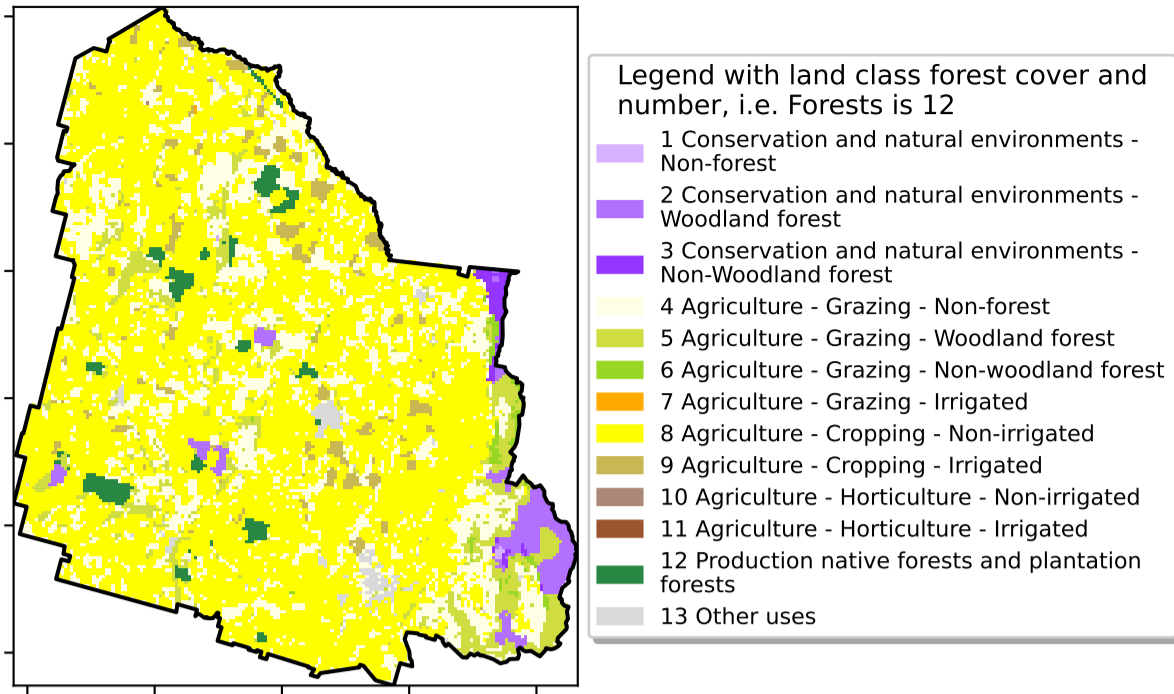 Legend with land class forest cover and
number, i.e. Forests is 12
1 Conservation and natural environments -
Non-forest
2 Conservation and natural environments -
Woodland forest
3 Conservation and natural environments -
Non-Woodland forest
4 Agriculture - Grazing - Non-forest
5 Agriculture - Grazing - Woodland forest
6 Agriculture - Grazing - Non-woodland forest
7 Agriculture - Grazing - Irrigated
8 Agriculture - Cropping - Non-irrigated
9 Agriculture - Cropping - Irrigated
10 Agriculture - Horticulture - Non-irrigated
11 Agriculture - Horticulture - Irrigated
12 Production native forests and plantation
forests
13 Other uses